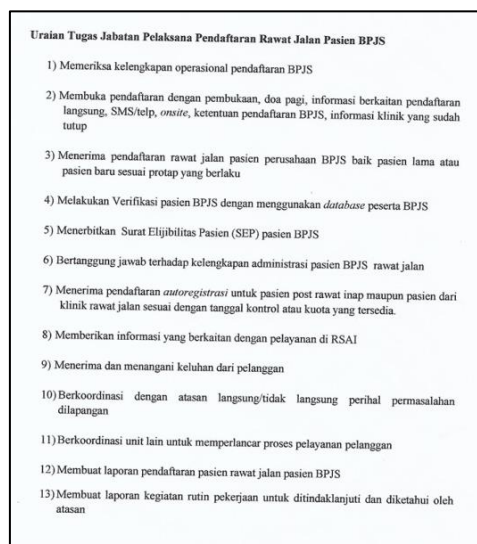 Uraian Tugas Jabatan Pelaksana Pendaftaran Rawat Jalan Pasien BPJS
1) Memeriksa kelengkapan operasional pendaftaran BPJS
2) Membuka pendaftaran dengan pembukaan, doa pagi, informasi berkaitan pendaftaran
langsung, SMS/telp, onsite, ketentuan pendaftaran BPJS, informasi klinik yang sudah
tutup
3) Menerima pendaftaran rawat jalan pasien perusahaan BPJS baik pasien lama atau
pasien baru sesuai protap yang berlaku
4) Melakukan Verifikasi pasien BPJS dengan menggunakan database peserta BPJS
5) Menerbitkan Surat Elijibilitas Pasien (SEP) pasien BPJS
6) Bertanggung jawab terhadap kelengkapan administrasi pasien BPJS rawat jalan
7) Menerima pendaftaran autoregistrasi untuk pasien post rawat inap maupun pasien dari
klinik rawat jalan sesuai dengan tanggal kontrol atau kuota yang tersedia.
8) Memberikan informasi yang berkaitan dengan pelayanan di RSAI
9) Menerima dan menangani keluhan dari pelanggan
10) Berkoordinasi dengan atasan langsung/tidak langsung perihal permasalahan
dilapangan
11) Berkoordinasi unit lain untuk memperlancar proses pelayanan pelanggan
12) Membuat laporan pendaftaran pasien rawat jalan pasien BPJS
13) Membuat laporan kegiatan rutin pekerjaan untuk ditindaklanjuti dan diketahui oleh
atasan